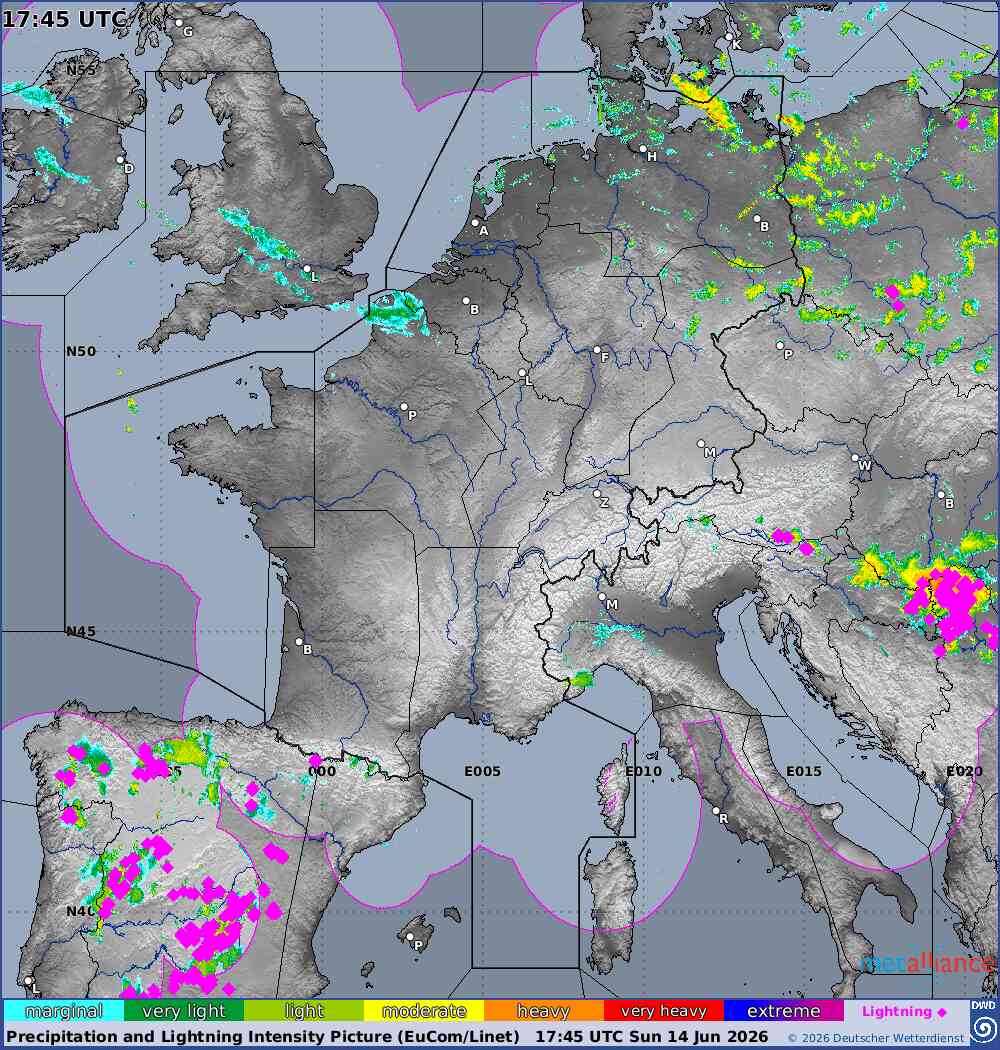 17:45 UTC
G
K
N55
H
D
A
B
L
B
N50
P
F
L
P
M
W
Z
B
M
N45
B
000
E005
E010
E015
E020
R
N40
P
L
metalliance
marginal very light light moderate heavy very heavy extreme Lightning
DWD
Precipitation and Lightning Intensity Picture (EuCom/Linet) 17:45 UTC Sun 14 Jun 2026 © 2026 Deutscher Wetterdienst